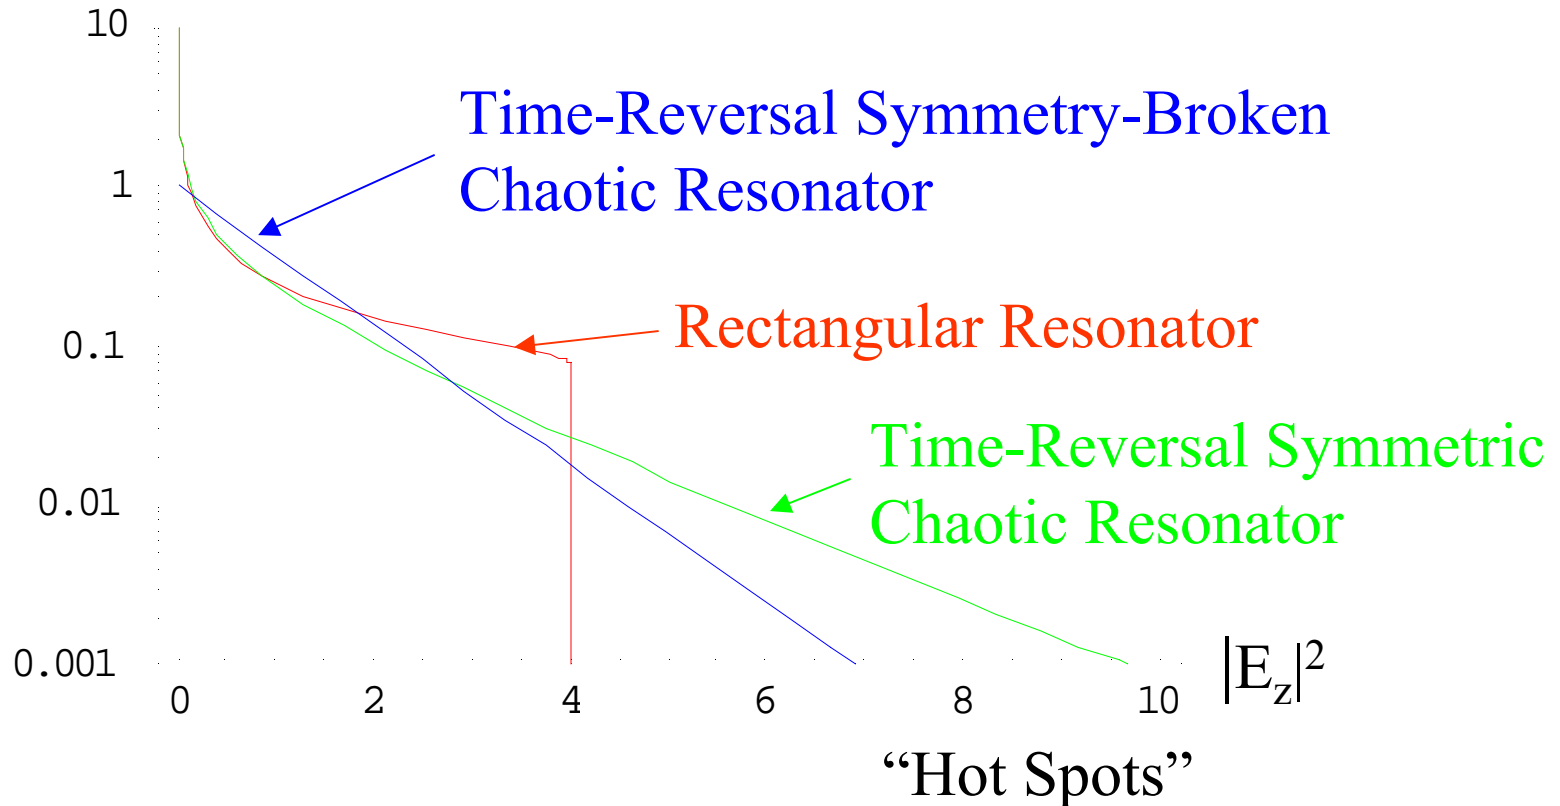 10
Time-Reversal Symmetry-Broken
Chaotic Resonator
1
Rectangular Resonator
0.1
Time-Reversal Symmetric
Chaotic Resonator
0.01
0.001
0 2 4 6 8 10
|E_z|²
“Hot Spots”